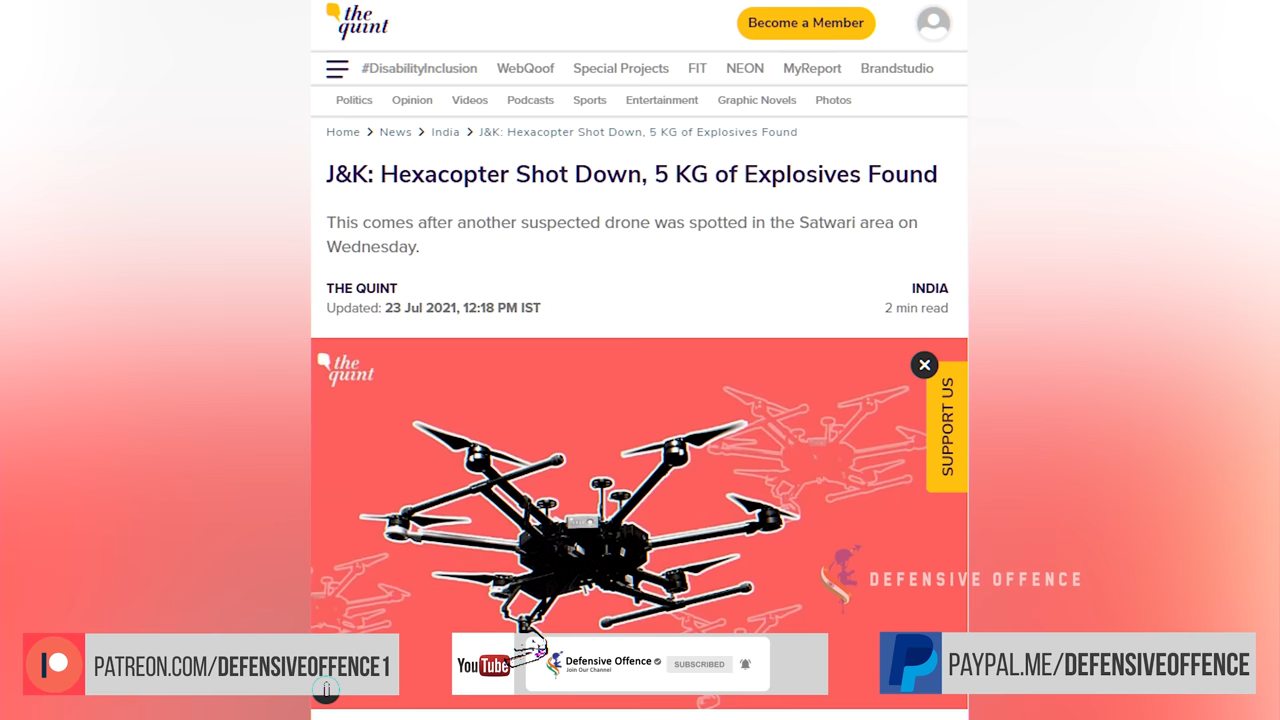 the
quint
Become a Member
#DisabilityInclusion WebQoof Special Projects FIT NEON MyReport Brandstudio
Politics Opinion Videos Podcasts Sports Entertainment Graphic Novels Photos
Home > News > India > J&K: Hexacopter Shot Down, 5 KG of Explosives Found
J&K: Hexacopter Shot Down, 5 KG of Explosives Found
This comes after another suspected drone was spotted in the Satwari area on
Wednesday.
THE QUINT INDIA
Updated: 23 Jul 2021, 12:18 PM IST 2 min read
the
quint
SUPPORT US
DEFENSIVE OFFENCE
PATREON.COM/DEFENSIVEOFFENCE1
YouTube
Defensive Offence
Join Our Channel
SUBSCRIBED
PAYPAL.ME/DEFENSIVEOFFENCE